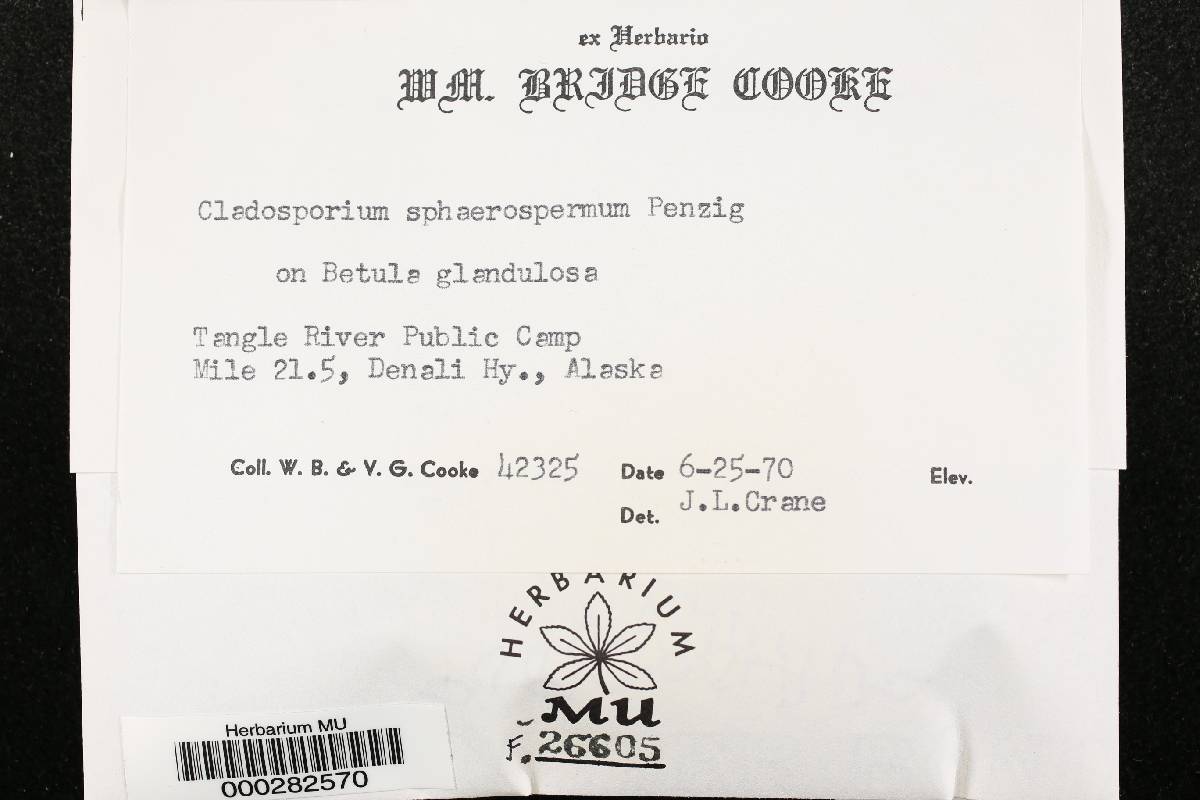 ex Herbario
WM. BRIDGE COOKE
Cladosporium sphaerospermum Penzig
on Betula glandulosa
Tangle River Public Camp
Mile 21.5, Denali Hy., Alaska
Coll. W. B. & V. G. Cooke 42325 Date 6-25-70 Elev.
Det. J.L.Crane
HERBARIUM
MU
F. 26605
Herbarium MU
000282570